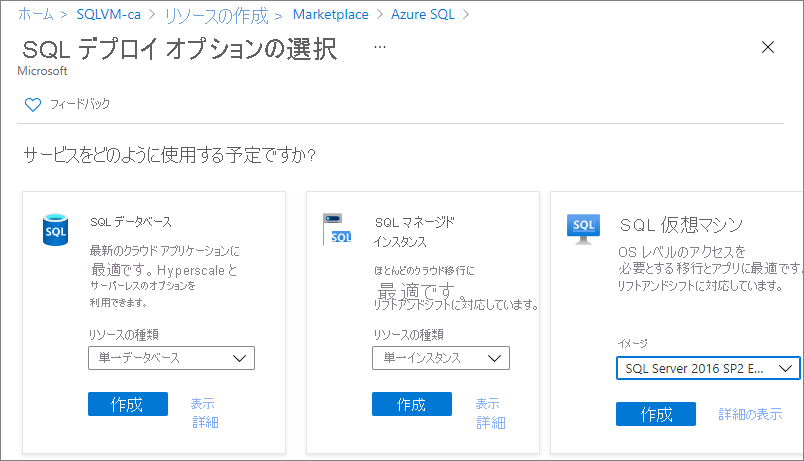 ホーム > SQLVM-ca > リソースの作成 > Marketplace > Azure SQL >
SQL デプロイ オプションの選択 ...
Microsoft
フィードバック
サービスをどのように使用する予定ですか?
SQL
SQL データベース
最新のクラウド アプリケーションに
最適です。Hyperscale と
サーバーレスのオプションを
利用できます。
リソースの種類
単一データベース
作成
表示
詳細
SQL
SQL マネージド
インスタンス
ほとんどのクラウド移行に
最適です。
リフトアンドシフトに対応しています。
リソースの種類
単一インスタンス
作成
表示
詳細
SQL
SQL 仮想マシン
OS レベルのアクセスを
必要とする移行とアプリに最適です.
リフトアンドシフトに対応しています。
イメージ
SQL Server 2016 SP2 E...
作成
詳細の表示